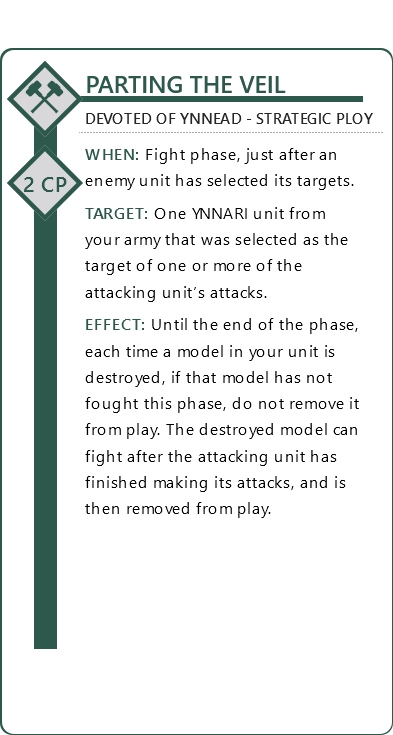 PARTING THE VEIL
DEVOTED OF YNNEAD - STRATEGIC PLOY
2 CP
WHEN: Fight phase, just after an
enemy unit has selected its targets.
TARGET: One YNNARI unit from
your army that was selected as the
target of one or more of the
attacking unit's attacks.
EFFECT: Until the end of the phase,
each time a model in your unit is
destroyed, if that model has not
fought this phase, do not remove it
from play. The destroyed model can
fight after the attacking unit has
finished making its attacks, and is
then removed from play.